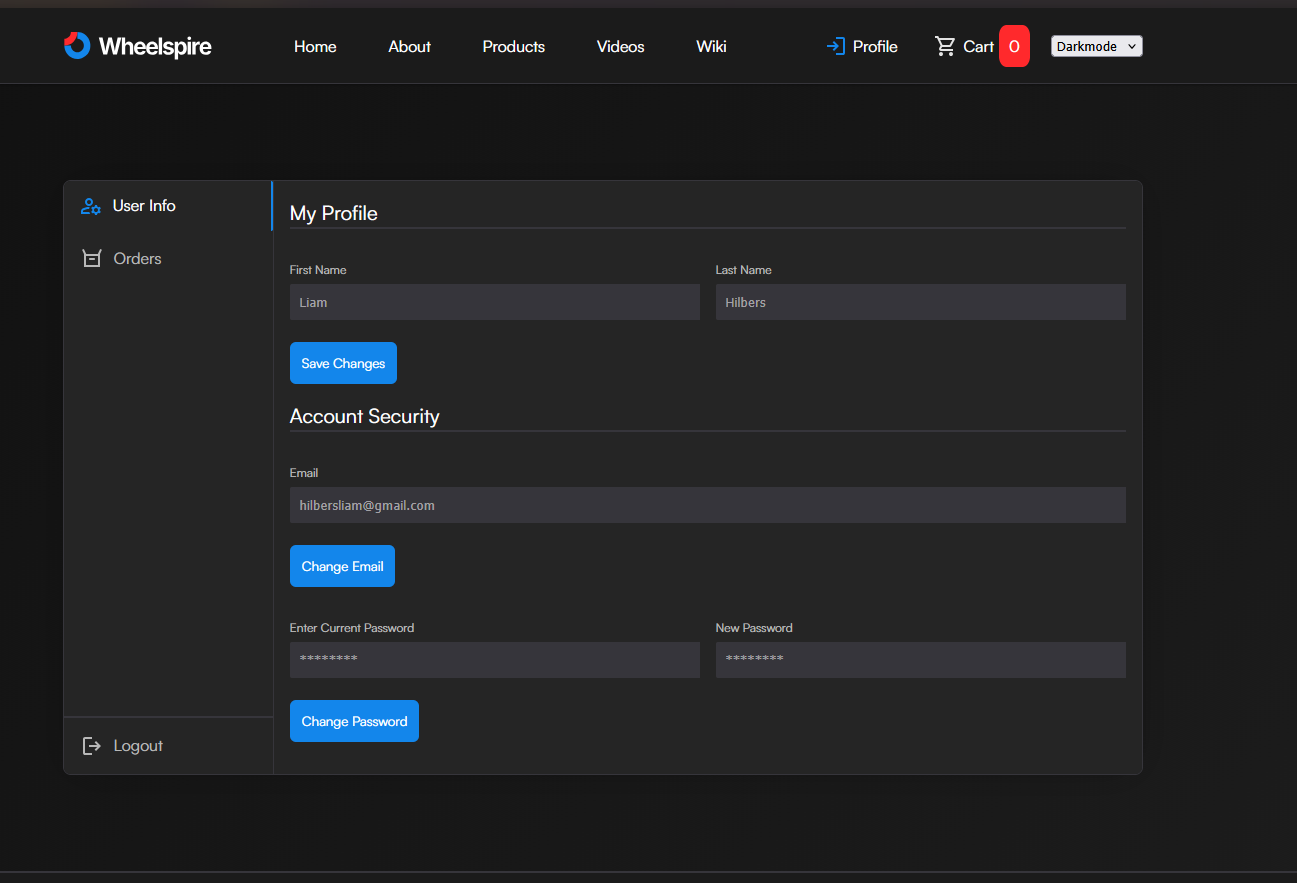 Wheelspire Home About Products Videos Wiki Profile Cart 0 Darkmode
User Info
Orders
Logout
My Profile
First Name Last Name
Liam Hilbers
Save Changes
Account Security
Email
hilbersliam@gmail.com
Change Email
Enter Current Password New Password
******** ********
Change Password